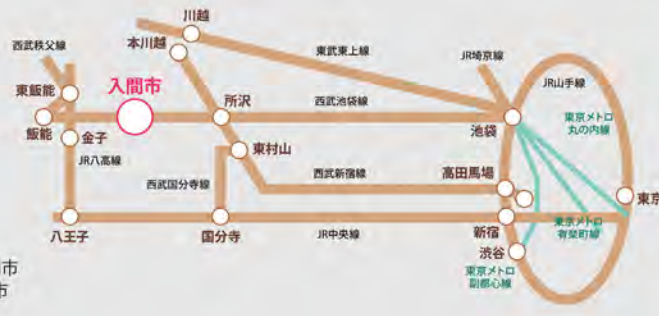 川越
西武秩父線
本川越
東武東上線
JR埼京線
JR山手線
東飯能
入間市
所沢
西武池袋線
池袋
東京メトロ
丸の内線
飯能
金子
JR八高線
東村山
西武国分寺線
西武新宿線
高田馬場
東京
八王子
国分寺
JR中央線
新宿
東京メトロ
有楽町線
渋谷
東京メトロ
副都心線
市
市